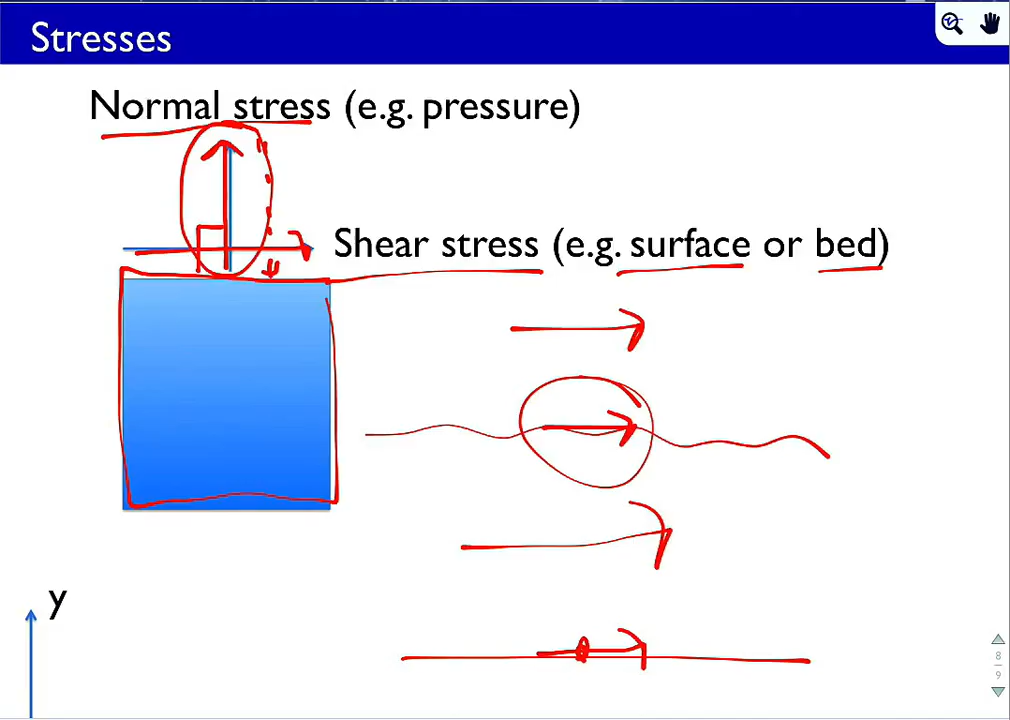 Stresses
Normal stress (e.g. pressure)
Shear stress (e.g. surface or bed)
y
8
9